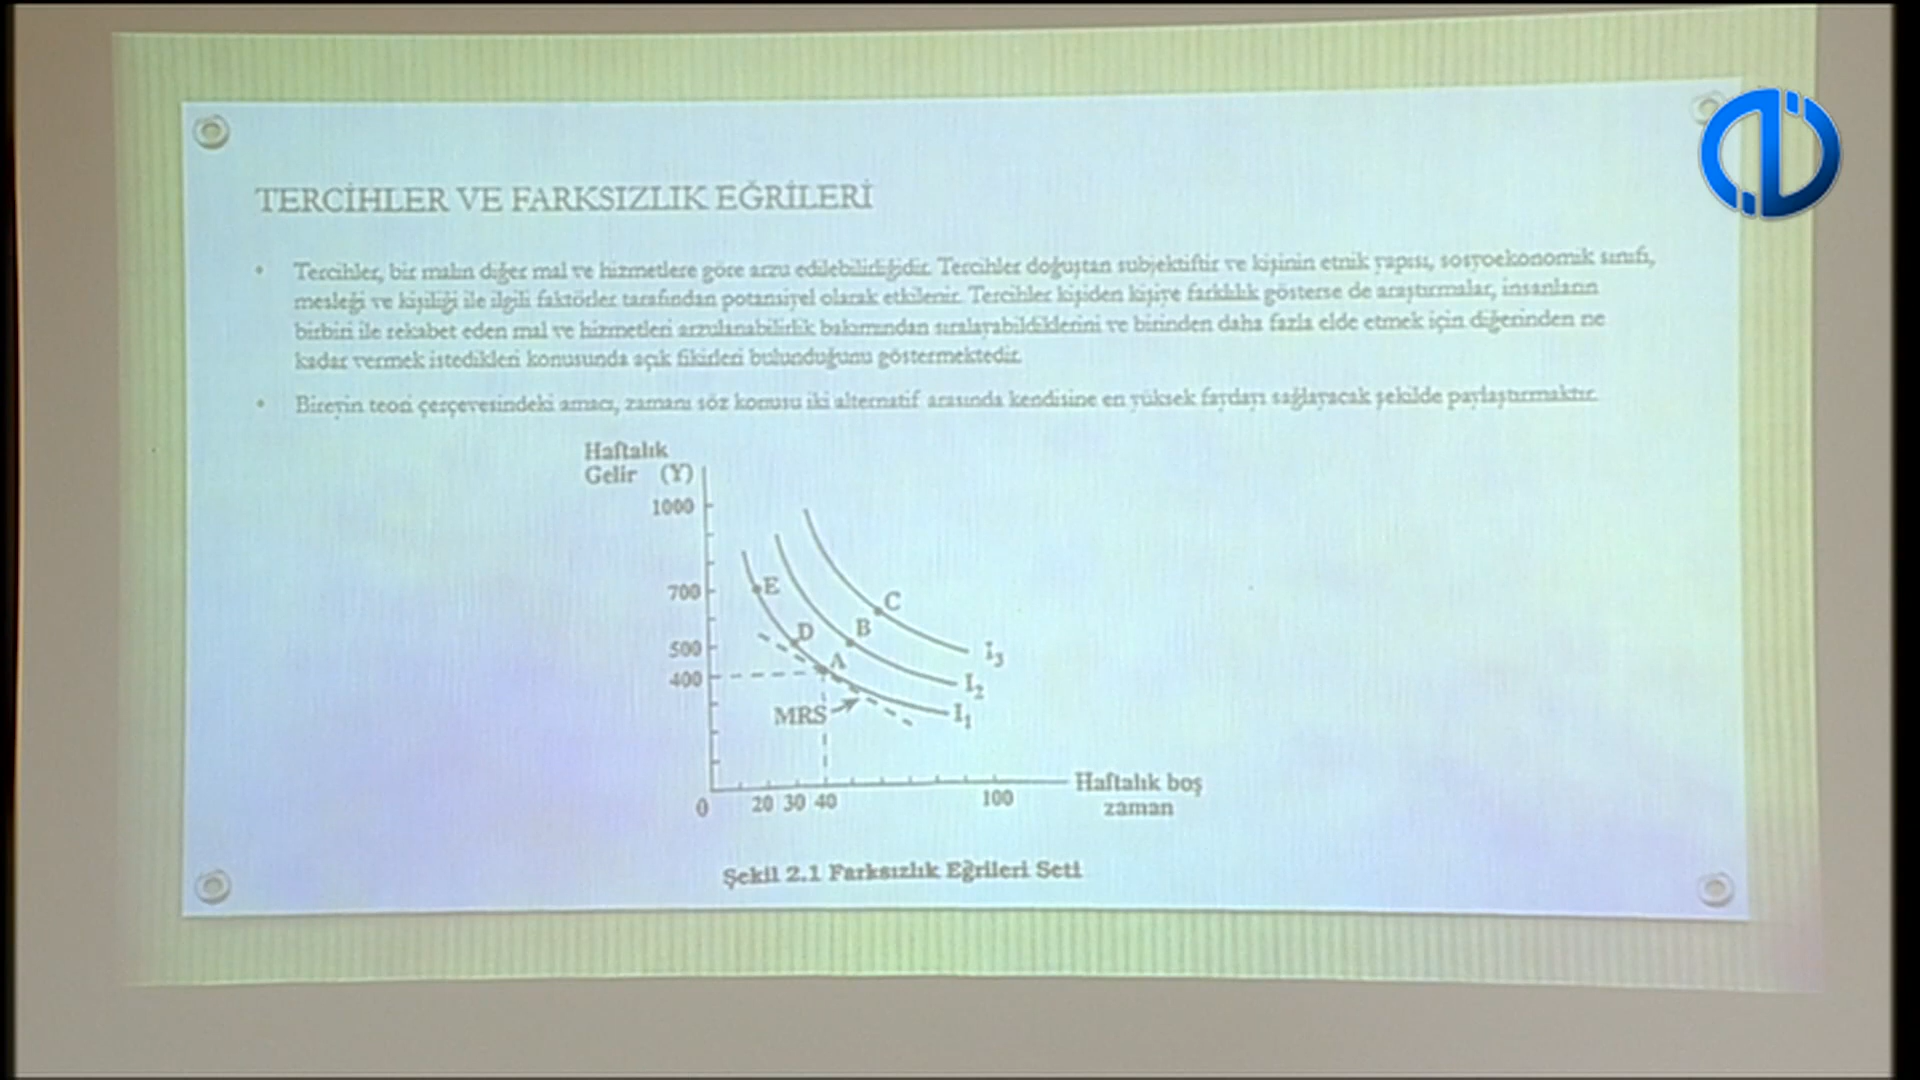 TERCİHLER VE FARKSIZLIK EĞRİLERİ
• Tercihler, bir malın diğer mal ve hizmetlere göre arzu edilebilirliğidir. Tercihler doğuştan subjektiftir ve kişinin etnik yapısı, sosyoekonomik sınıfı,
mesleği ve kişiliği ile ilgili faktörler tarafından potansiyel olarak etkilenir. Tercihler kişiden kişiye farklılık gösterse de araştırmalar, insanların
birbiri ile rekabet eden mal ve hizmetleri arzulanabilirlik bakımından sıralayabildiklerini ve birinden daha fazla elde etmek için diğerinden ne
kadar vermek istedikleri konusunda açık fikirleri bulunduğunu göstermektedir.
• Bireyin teori çerçevesindeki amacı, zamanı söz konusu iki alternatif arasında kendisine en yüksek faydayı sağlayacak şekilde paylaştırmaktır.
Haftalık
Gelir (Y)
1000
700
500
400
E
D
A
B
C
MRS
I3
I2
I1
0 20 30 40 100
Haftalık boş
zaman
Şekil 2.1 Farksızlık Eğrileri Seti